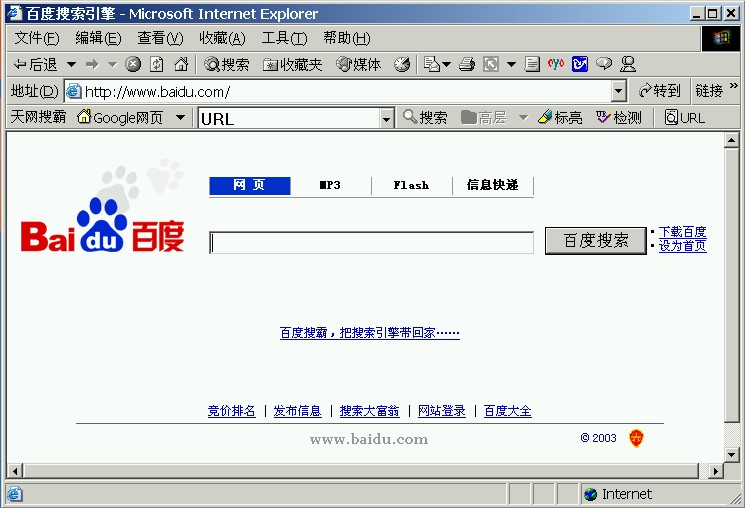 百度搜索引擎 - Microsoft Internet Explorer
文件(F) 编辑(E) 查看(V) 收藏(A) 工具(T) 帮助(H)
后退 搜索 收藏夹 媒体
地址(D) http://www.baidu.com/ 转到 链接 »
天网搜霸 Google网页 URL 搜索 高层 标亮 检测 URL
网 页 MP3 Flash 信息快递
Bai du 百度
百度搜索
下载百度
设为首页
百度搜霸，把搜索引擎带回家……
竞价排名 | 发布信息 | 搜索大富翁 | 网站登录 | 百度大全
www.baidu.com © 2003
Internet